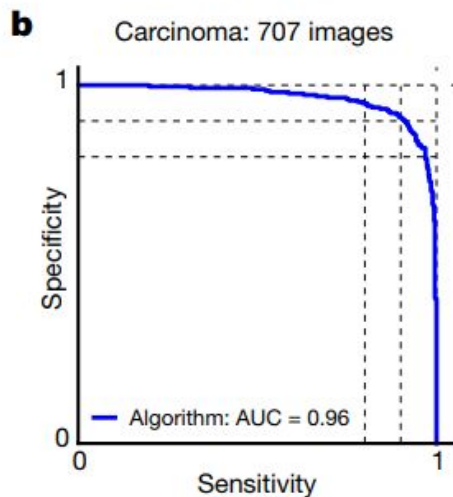 b
Carcinoma: 707 images
1
Specificity
Algorithm: AUC = 0.96
0
0
1
Sensitivity